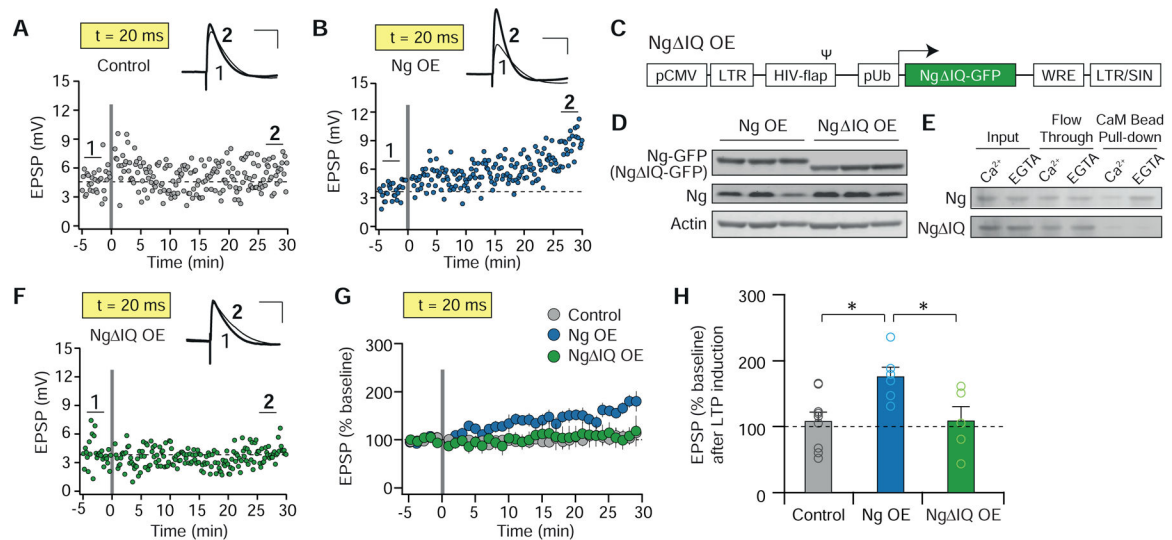 A
t = 20 ms
Control
2
1
EPSP (mV)
15
12
9
6
3
0
1
2
-5 0 5 10 15 20 25 30
Time (min)
B
t = 20 ms
Ng OE
2
1
EPSP (mV)
15
12
9
6
3
0
1
2
-5 0 5 10 15 20 25 30
Time (min)
C
NgΔIQ OE
ψ
pCMV LTR HIV-flap pUb NgΔIQ-GFP WRE LTR/SIN
D
Ng OE NgΔIQ OE
Ng-GFP
(NgΔIQ-GFP)
Ng
Actin
E
Input
Flow
Through
CaM Bead
Pull-down
Ca²⁺ EGTA Ca²⁺ EGTA Ca²⁺ EGTA
Ng
NgΔIQ
F
t = 20 ms
NgΔIQ OE
2
1
EPSP (mV)
15
12
9
6
3
0
1
2
-5 0 5 10 15 20 25 30
Time (min)
G
t = 20 ms
Control
Ng OE
NgΔIQ OE
EPSP (% baseline)
300
200
100
0
-5 0 5 10 15 20 25 30
Time (min)
H
EPSP (% baseline)
after LTP induction
300
200
100
0
* *
Control Ng OE NgΔIQ OE